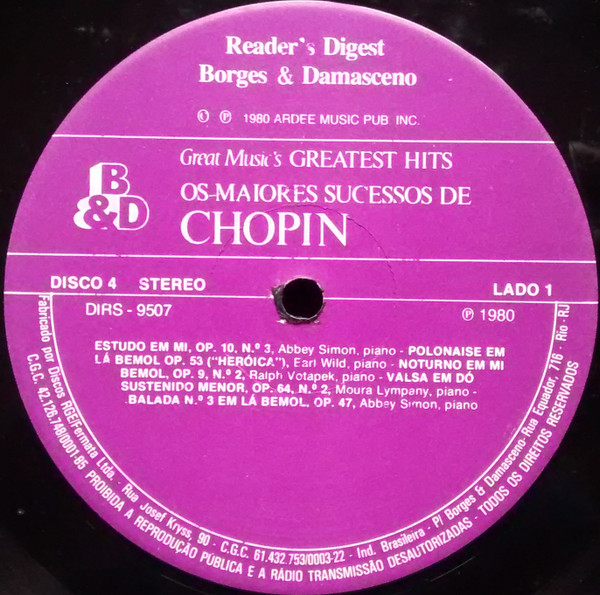 Reader's Digest
Borges & Damasceno
© ℗ 1980 ARDEE MUSIC PUB. INC.
Great Music's GREATEST HITS
B
&D
OS MAIORES SUCESSOS DE
CHOPIN
DISCO 4 STEREO
LADO 1
DIRS - 9507
℗ 1980
ESTUDO EM MI, OP. 10, N.º 3, Abbey Simon, piano - POLONAISE EM
LÁ BEMOL OP. 53 ("HERÓICA"), Earl Wild, piano - NOTURNO EM MI
BEMOL, OP. 9, N.º 2, Ralph Votapek, piano - VALSA EM DÓ
SUSTENIDO MENOR, OP. 64, N.º 2, Moura Lympany, piano -
BALADA N.º 3 EM LÁ BEMOL, OP. 47, Abbey Simon, piano
Fabricado por Discos RGE/Fermata Ltda. - Rua Josef Kryss, 90 - C.G.C. 61.432.753/0003-22 - Ind. Brasileira - P/ Borges & Damasceno-Rua Equador, 716 - Rio - RJ
C.G.C. 42.126.748/0001-85 PROIBIDA A REPRODUÇÃO PÚBLICA E A RÁDIO TRANSMISSÃO DESAUTORIZADAS - TODOS OS DIREITOS RESERVADOS